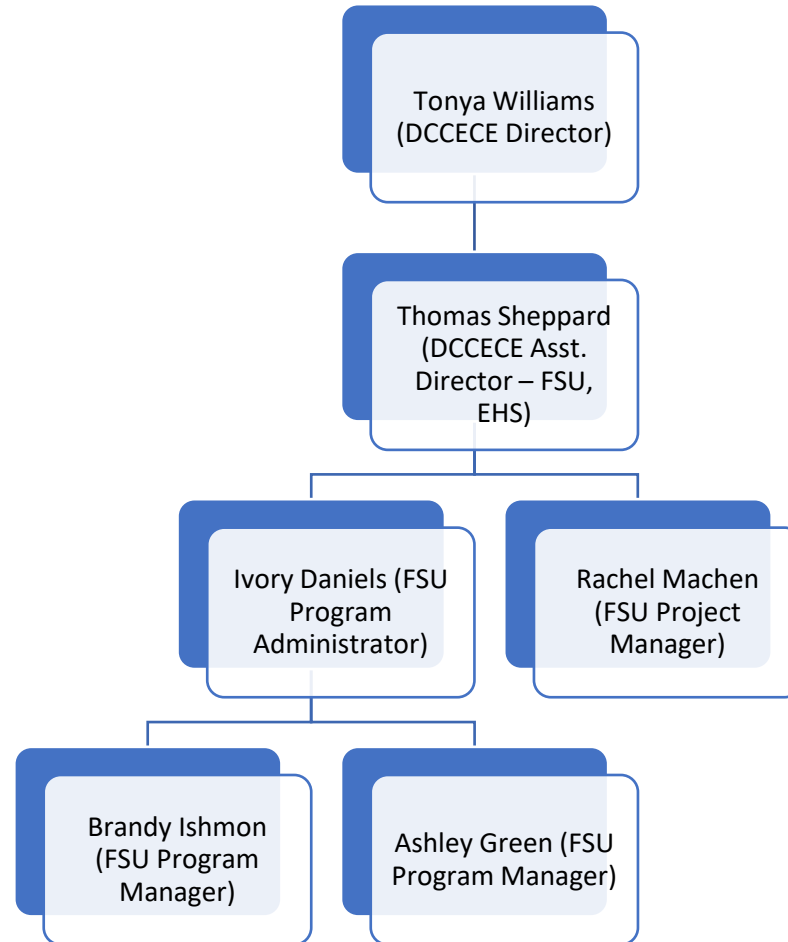 Tonya Williams
(DCCECE Director)
Thomas Sheppard
(DCCECE Asst.
Director – FSU,
EHS)
Ivory Daniels (FSU
Program
Administrator)
Rachel Machen
(FSU Project
Manager)
Brandy Ishmon
(FSU Program
Manager)
Ashley Green (FSU
Program Manager)